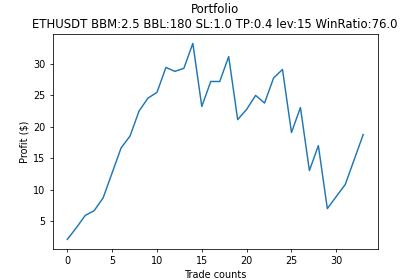 Portfolio
ETHUSDT BBM:2.5 BBL:180 SL:1.0 TP:0.4 lev:15 WinRatio:76.0
Profit ($)
30
25
20
15
10
5
0 5 10 15 20 25 30
Trade counts